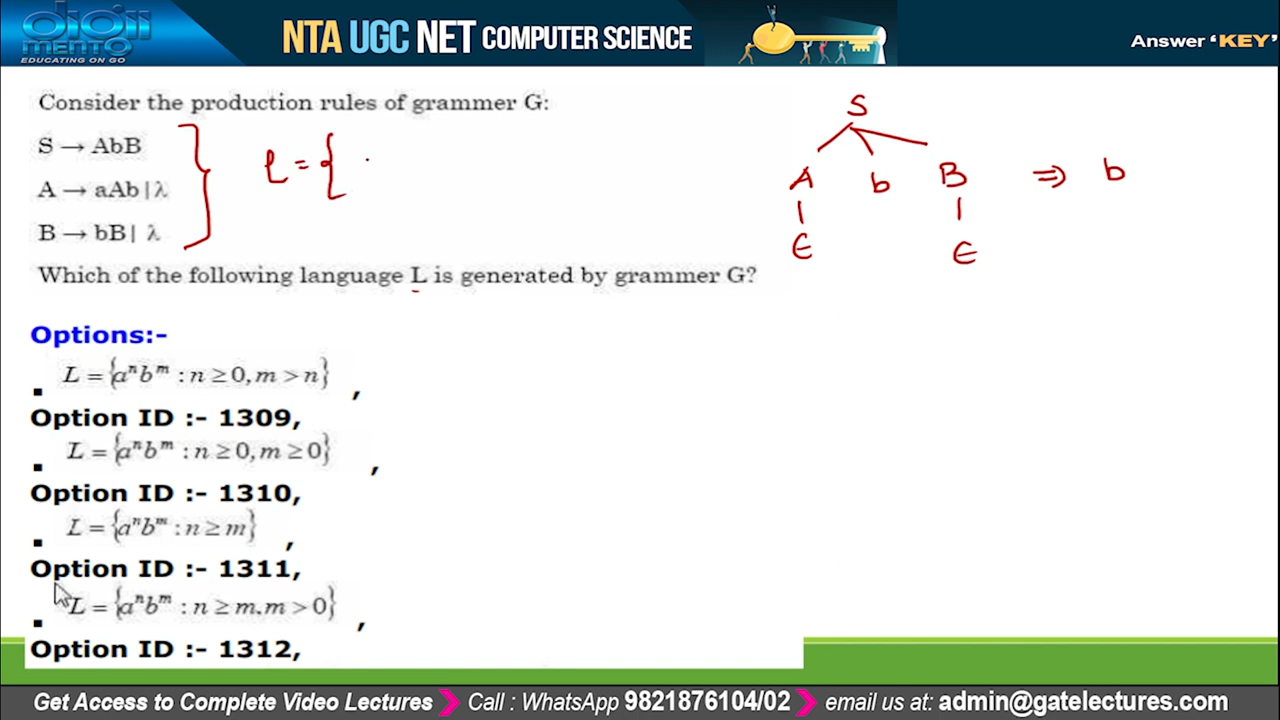 didji
MENTO
EDUCATING ON GO
NTA UGC NET COMPUTER SCIENCE
Answer ‘KEY’
Consider the production rules of grammer G:
S → AbB
A → aAb | λ
B → bB | λ
L = {
Which of the following language L is generated by grammer G?
S
A b B ⇒ b
∈ ∈
Options:-
▪ L = {aⁿbᵐ : n ≥ 0, m > n} ,
Option ID :- 1309,
▪ L = {aⁿbᵐ : n ≥ 0, m ≥ 0} ,
Option ID :- 1310,
▪ L = {aⁿbᵐ : n ≥ m} ,
Option ID :- 1311,
▪ L = {aⁿbᵐ : n ≥ m. m > 0} ,
Option ID :- 1312,
Get Access to Complete Video Lectures Call : WhatsApp 9821876104/02 email us at: admin@gatelectures.com